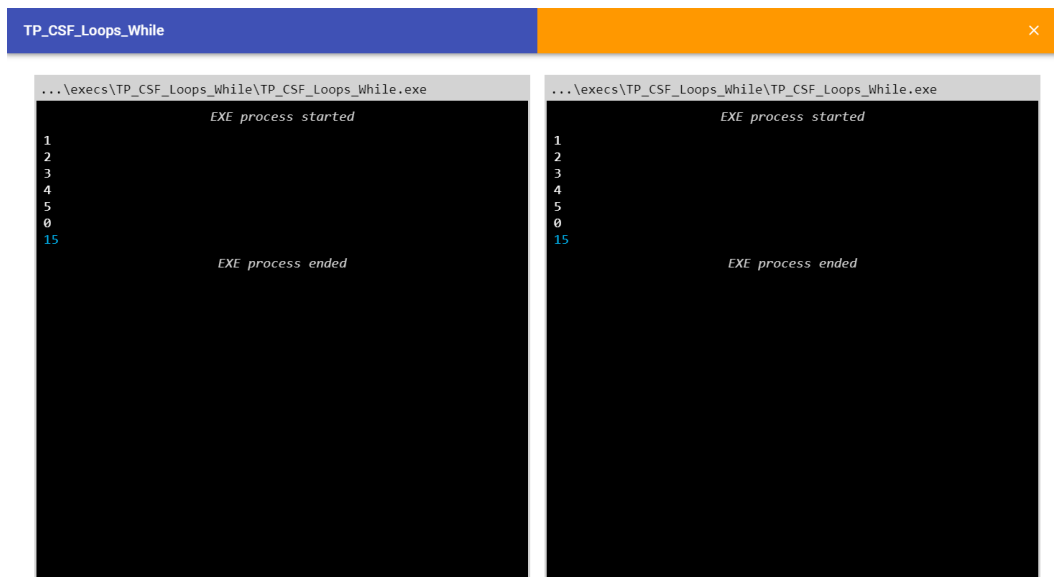 TP_CSF_Loops_While
×
...\execs\TP_CSF_Loops_While\TP_CSF_Loops_While.exe
EXE process started
1
2
3
4
5
0
15
EXE process ended
...\execs\TP_CSF_Loops_While\TP_CSF_Loops_While.exe
EXE process started
1
2
3
4
5
0
15
EXE process ended